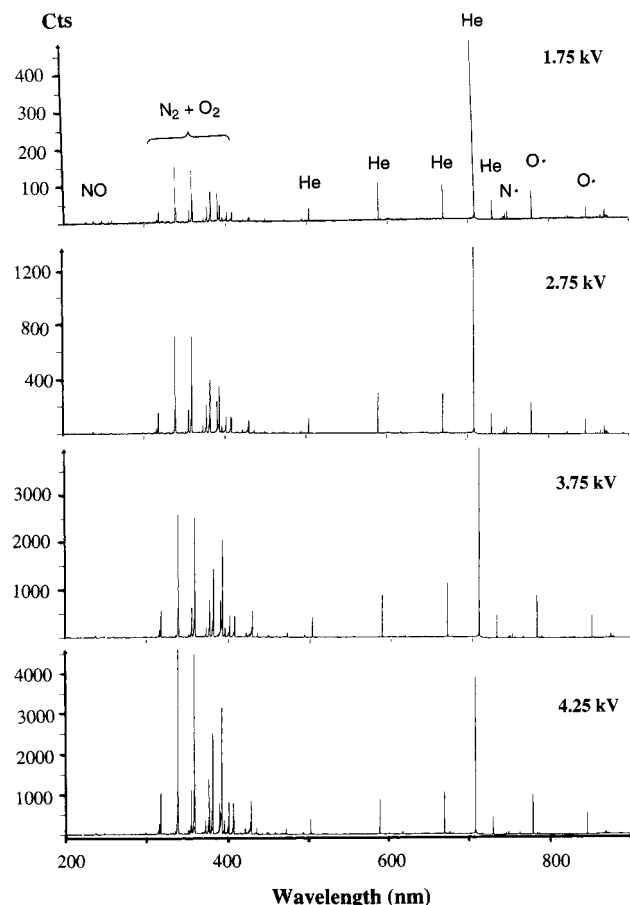 Cts
He
1.75 kV
400
300
200
100
N₂ + O₂
NO
He
He
He
He
N·
O·
O·
2.75 kV
1200
800
400
3.75 kV
3000
2000
1000
0
4.25 kV
4000
3000
2000
1000
200 400 600 800
Wavelength (nm)